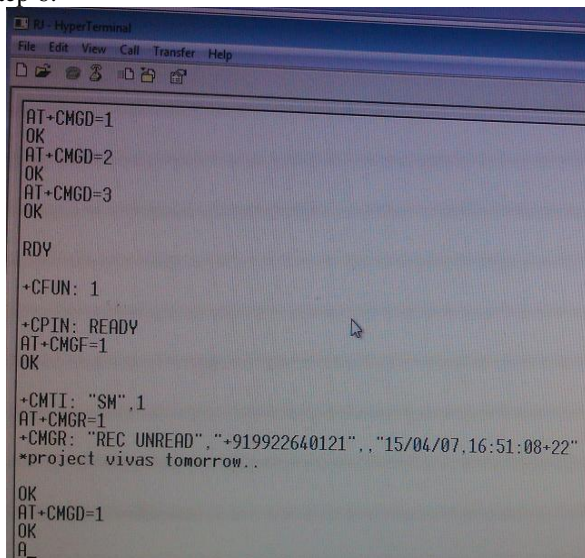 RJ - HyperTerminal
File Edit View Call Transfer Help
AT+CMGD=1
OK
AT+CMGD=2
OK
AT+CMGD=3
OK
RDY
+CFUN: 1
+CPIN: READY
AT+CMGF=1
OK
+CMTI: "SM",1
AT+CMGR=1
+CMGR: "REC UNREAD","+919922640121",,"15/04/07,16:51:08+22"
*project vivas tomorrow..
OK
AT+CMGD=1
OK
A_